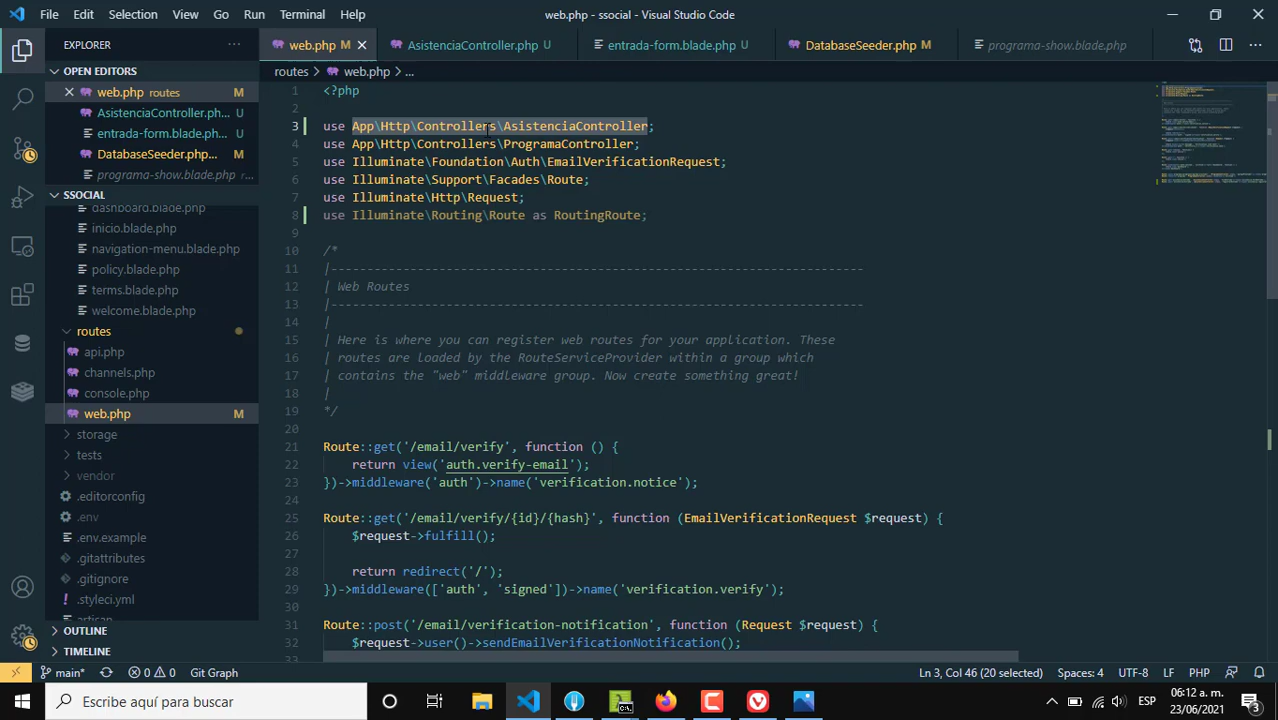 File Edit Selection View Go Run Terminal Help web.php - ssocial - Visual Studio Code
EXPLORER
OPEN EDITORS
web.php routes M
AsistenciaController.ph... U
entrada-form.blade.ph... U
DatabaseSeeder.php... M
programa-show.blade.php ...
SSOCIAL
dashboard.blade.php
inicio.blade.php
navigation-menu.blade.php
policy.blade.php
terms.blade.php
welcome.blade.php
routes
api.php
channels.php
console.php
web.php M
storage
tests
vendor
.editorconfig
.env
.env.example
.gitattributes
.gitignore
.styleci.yml
artisan
OUTLINE
TIMELINE
web.php M AsistenciaController.php U entrada-form.blade.php U DatabaseSeeder.php M programa-show.blade.php
routes web.php ...
1 <?php
2
3 use App\Http\Controllers\AsistenciaController;
4 use App\Http\Controllers\ProgramaController;
5 use Illuminate\Foundation\Auth\EmailVerificationRequest;
6 use Illuminate\Support\Facades\Route;
7 use Illuminate\Http\Request;
8 use Illuminate\Routing\Route as RoutingRoute;
9
10 /*
11 |--------------------------------------------------------------------------
12 | Web Routes
13 |--------------------------------------------------------------------------
14 |
15 | Here is where you can register web routes for your application. These
16 | routes are loaded by the RouteServiceProvider within a group which
17 | contains the "web" middleware group. Now create something great!
18 |
19 */
20
21 Route::get('/email/verify', function () {
22 return view('auth.verify-email');
23 })->middleware('auth')->name('verification.notice');
24
25 Route::get('/email/verify/{id}/{hash}', function (EmailVerificationRequest $request) {
26 $request->fulfill();
27
28 return redirect('/');
29 })->middleware(['auth', 'signed'])->name('verification.verify');
30
31 Route::post('/email/verification-notification', function (Request $request) {
32 $request->user()->sendEmailVerificationNotification();
33
main* 0 0 Git Graph Ln 3, Col 46 (20 selected) Spaces: 4 UTF-8 LF PHP
Escribe aquí para buscar
ESP
06:12 a. m.
23/06/2021
3